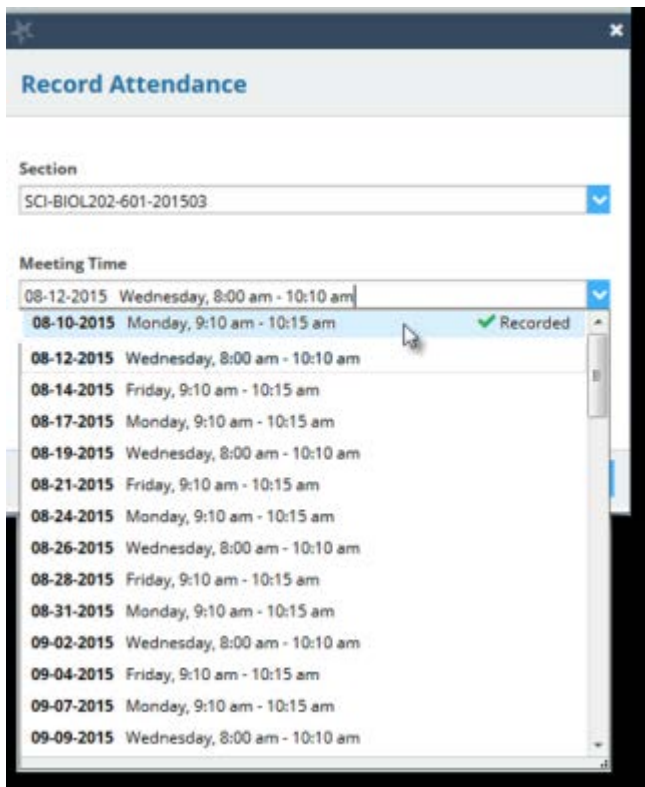 Record Attendance
Section
SCI-BIOL202-601-201503
Meeting Time
08-12-2015 Wednesday, 8:00 am - 10:10 am
08-10-2015 Monday, 9:10 am - 10:15 am Recorded
08-12-2015 Wednesday, 8:00 am - 10:10 am
08-14-2015 Friday, 9:10 am - 10:15 am
08-17-2015 Monday, 9:10 am - 10:15 am
08-19-2015 Wednesday, 8:00 am - 10:10 am
08-21-2015 Friday, 9:10 am - 10:15 am
08-24-2015 Monday, 9:10 am - 10:15 am
08-26-2015 Wednesday, 8:00 am - 10:10 am
08-28-2015 Friday, 9:10 am - 10:15 am
08-31-2015 Monday, 9:10 am - 10:15 am
09-02-2015 Wednesday, 8:00 am - 10:10 am
09-04-2015 Friday, 9:10 am - 10:15 am
09-07-2015 Monday, 9:10 am - 10:15 am
09-09-2015 Wednesday, 8:00 am - 10:10 am